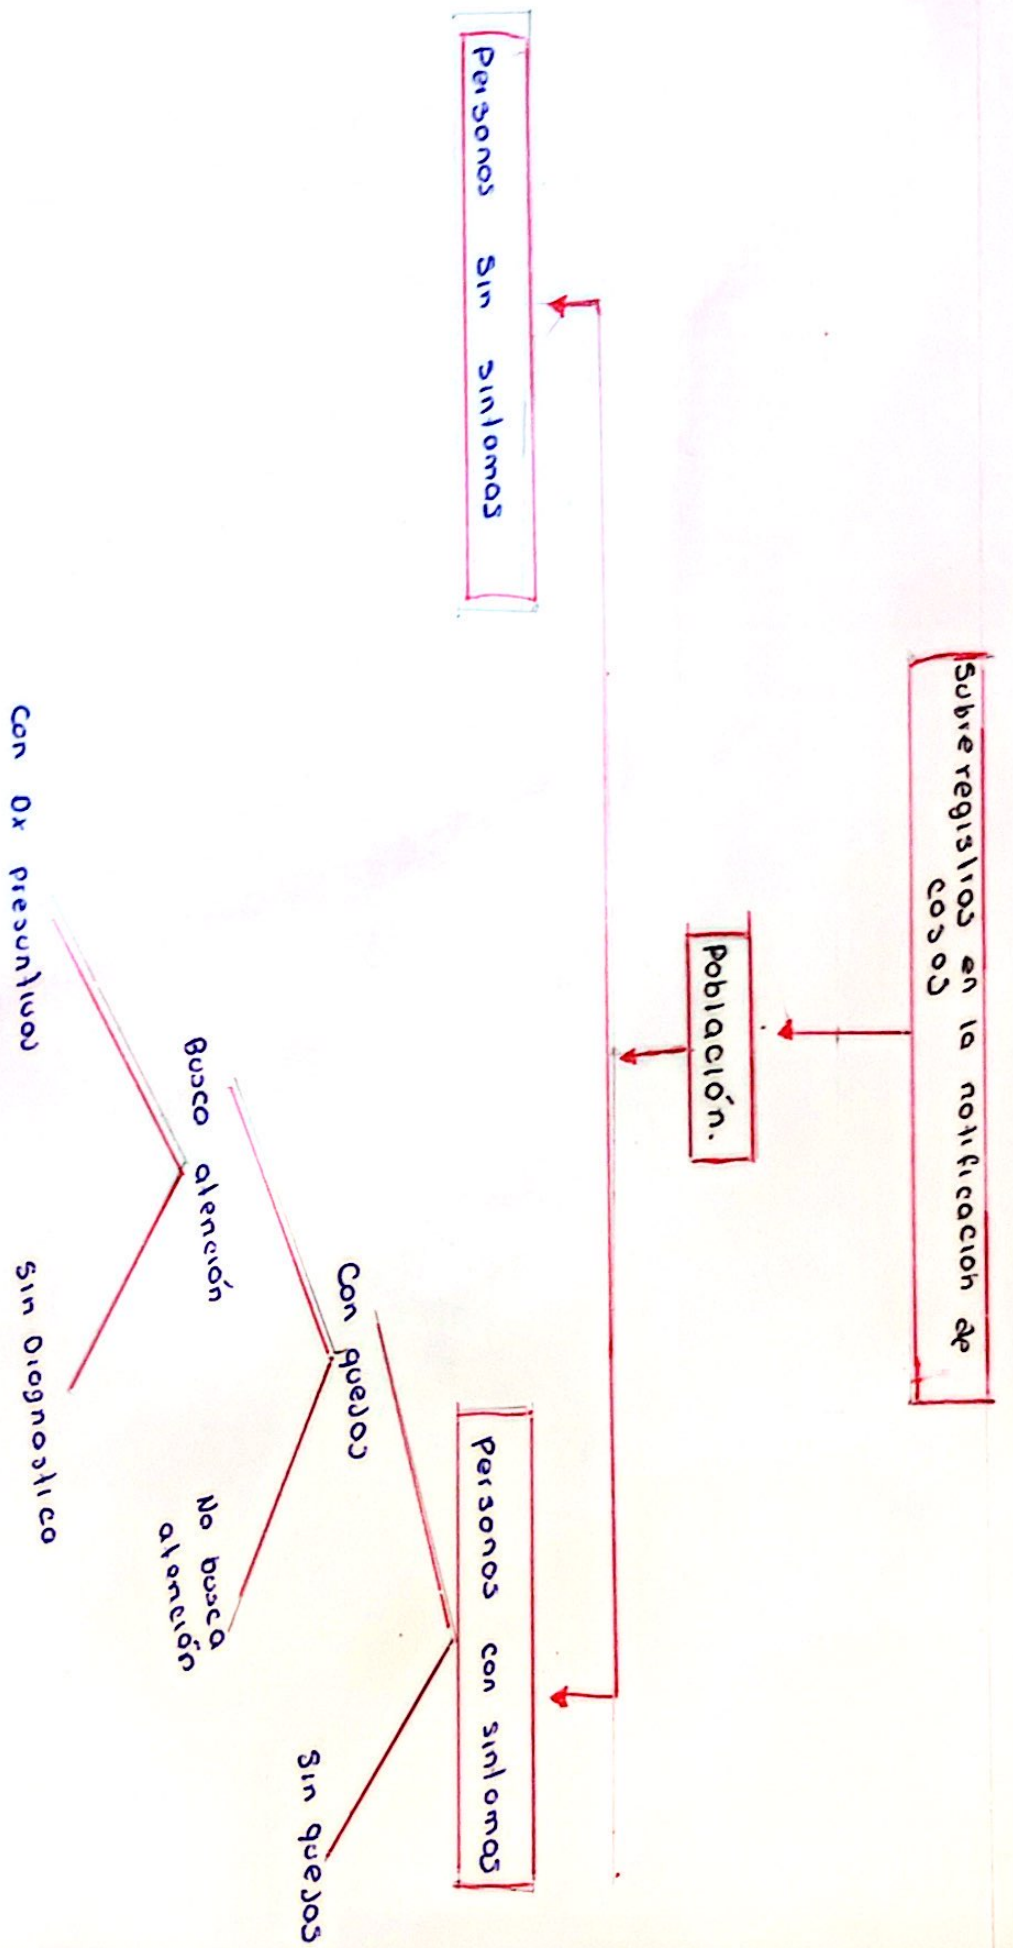 Subre registros en la notificacion de
casos
Población.
Personas sin sintomas
Personas con sintomas
Con quejas
Sin quejas
Busca atención
No busca
atención
Con Dx presuntivas
Sin Diagnostico